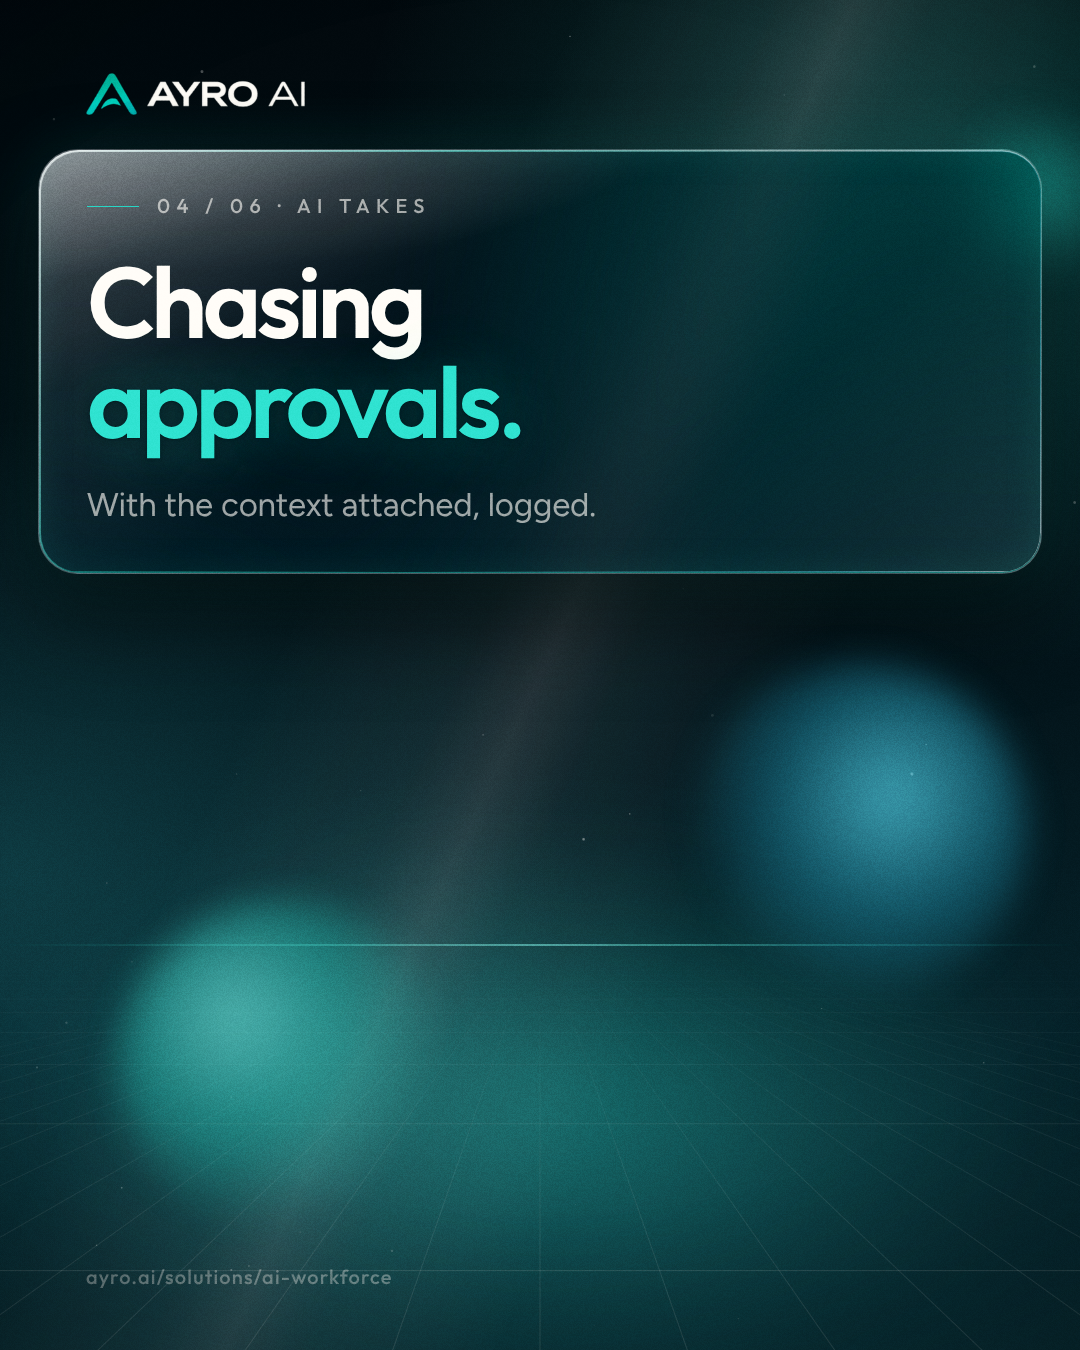 AYRO AI
04 / 06 · AI TAKES
Chasing
approvals.
With the context attached, logged.
ayro.ai/solutions/ai-workforce